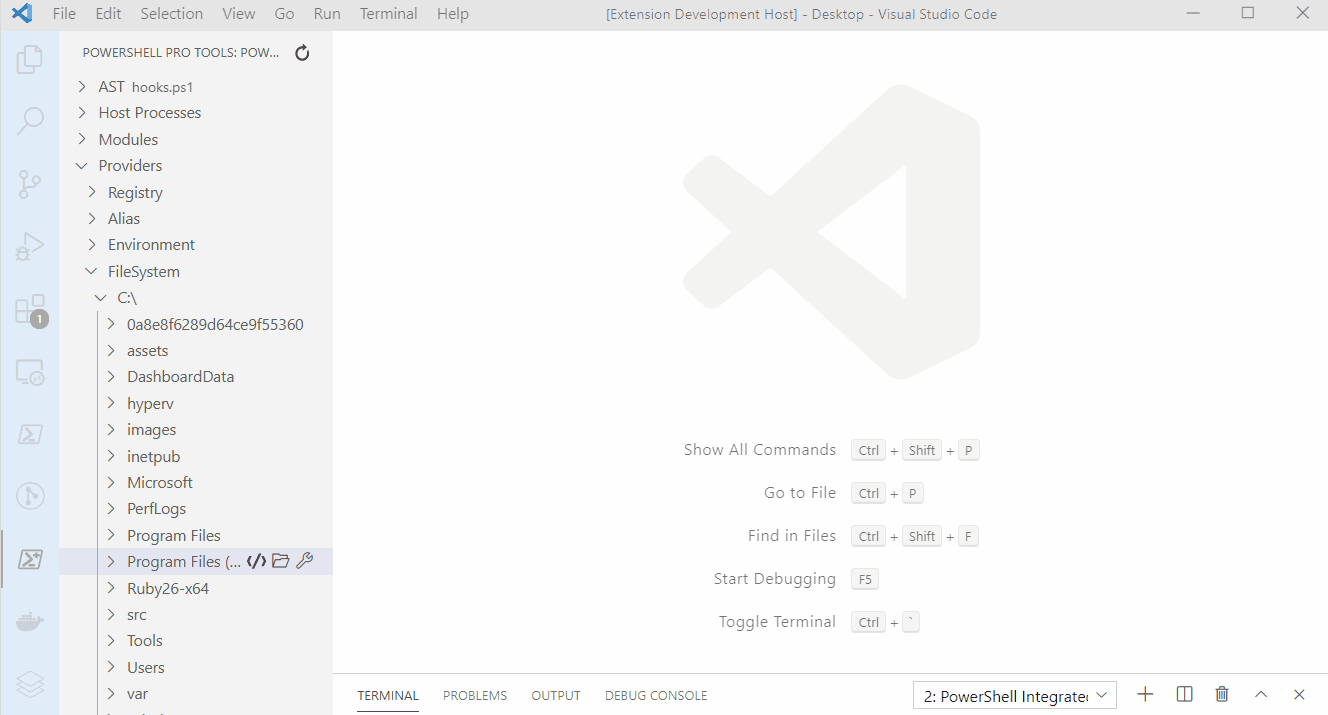 File Edit Selection View Go Run Terminal Help [Extension Development Host] - Desktop - Visual Studio Code
POWERSHELL PRO TOOLS: POW...
AST hooks.ps1
Host Processes
Modules
Providers
Registry
Alias
Environment
FileSystem
C:\
0a8e8f6289d64ce9f55360
assets
DashboardData
hyperv
images
inetpub
Microsoft
PerfLogs
Program Files
Program Files (...
Ruby26-x64
src
Tools
Users
var
1
Show All Commands Ctrl + Shift + P
Go to File Ctrl + P
Find in Files Ctrl + Shift + F
Start Debugging F5
Toggle Terminal Ctrl + `
TERMINAL PROBLEMS OUTPUT DEBUG CONSOLE 2: PowerShell Integrate